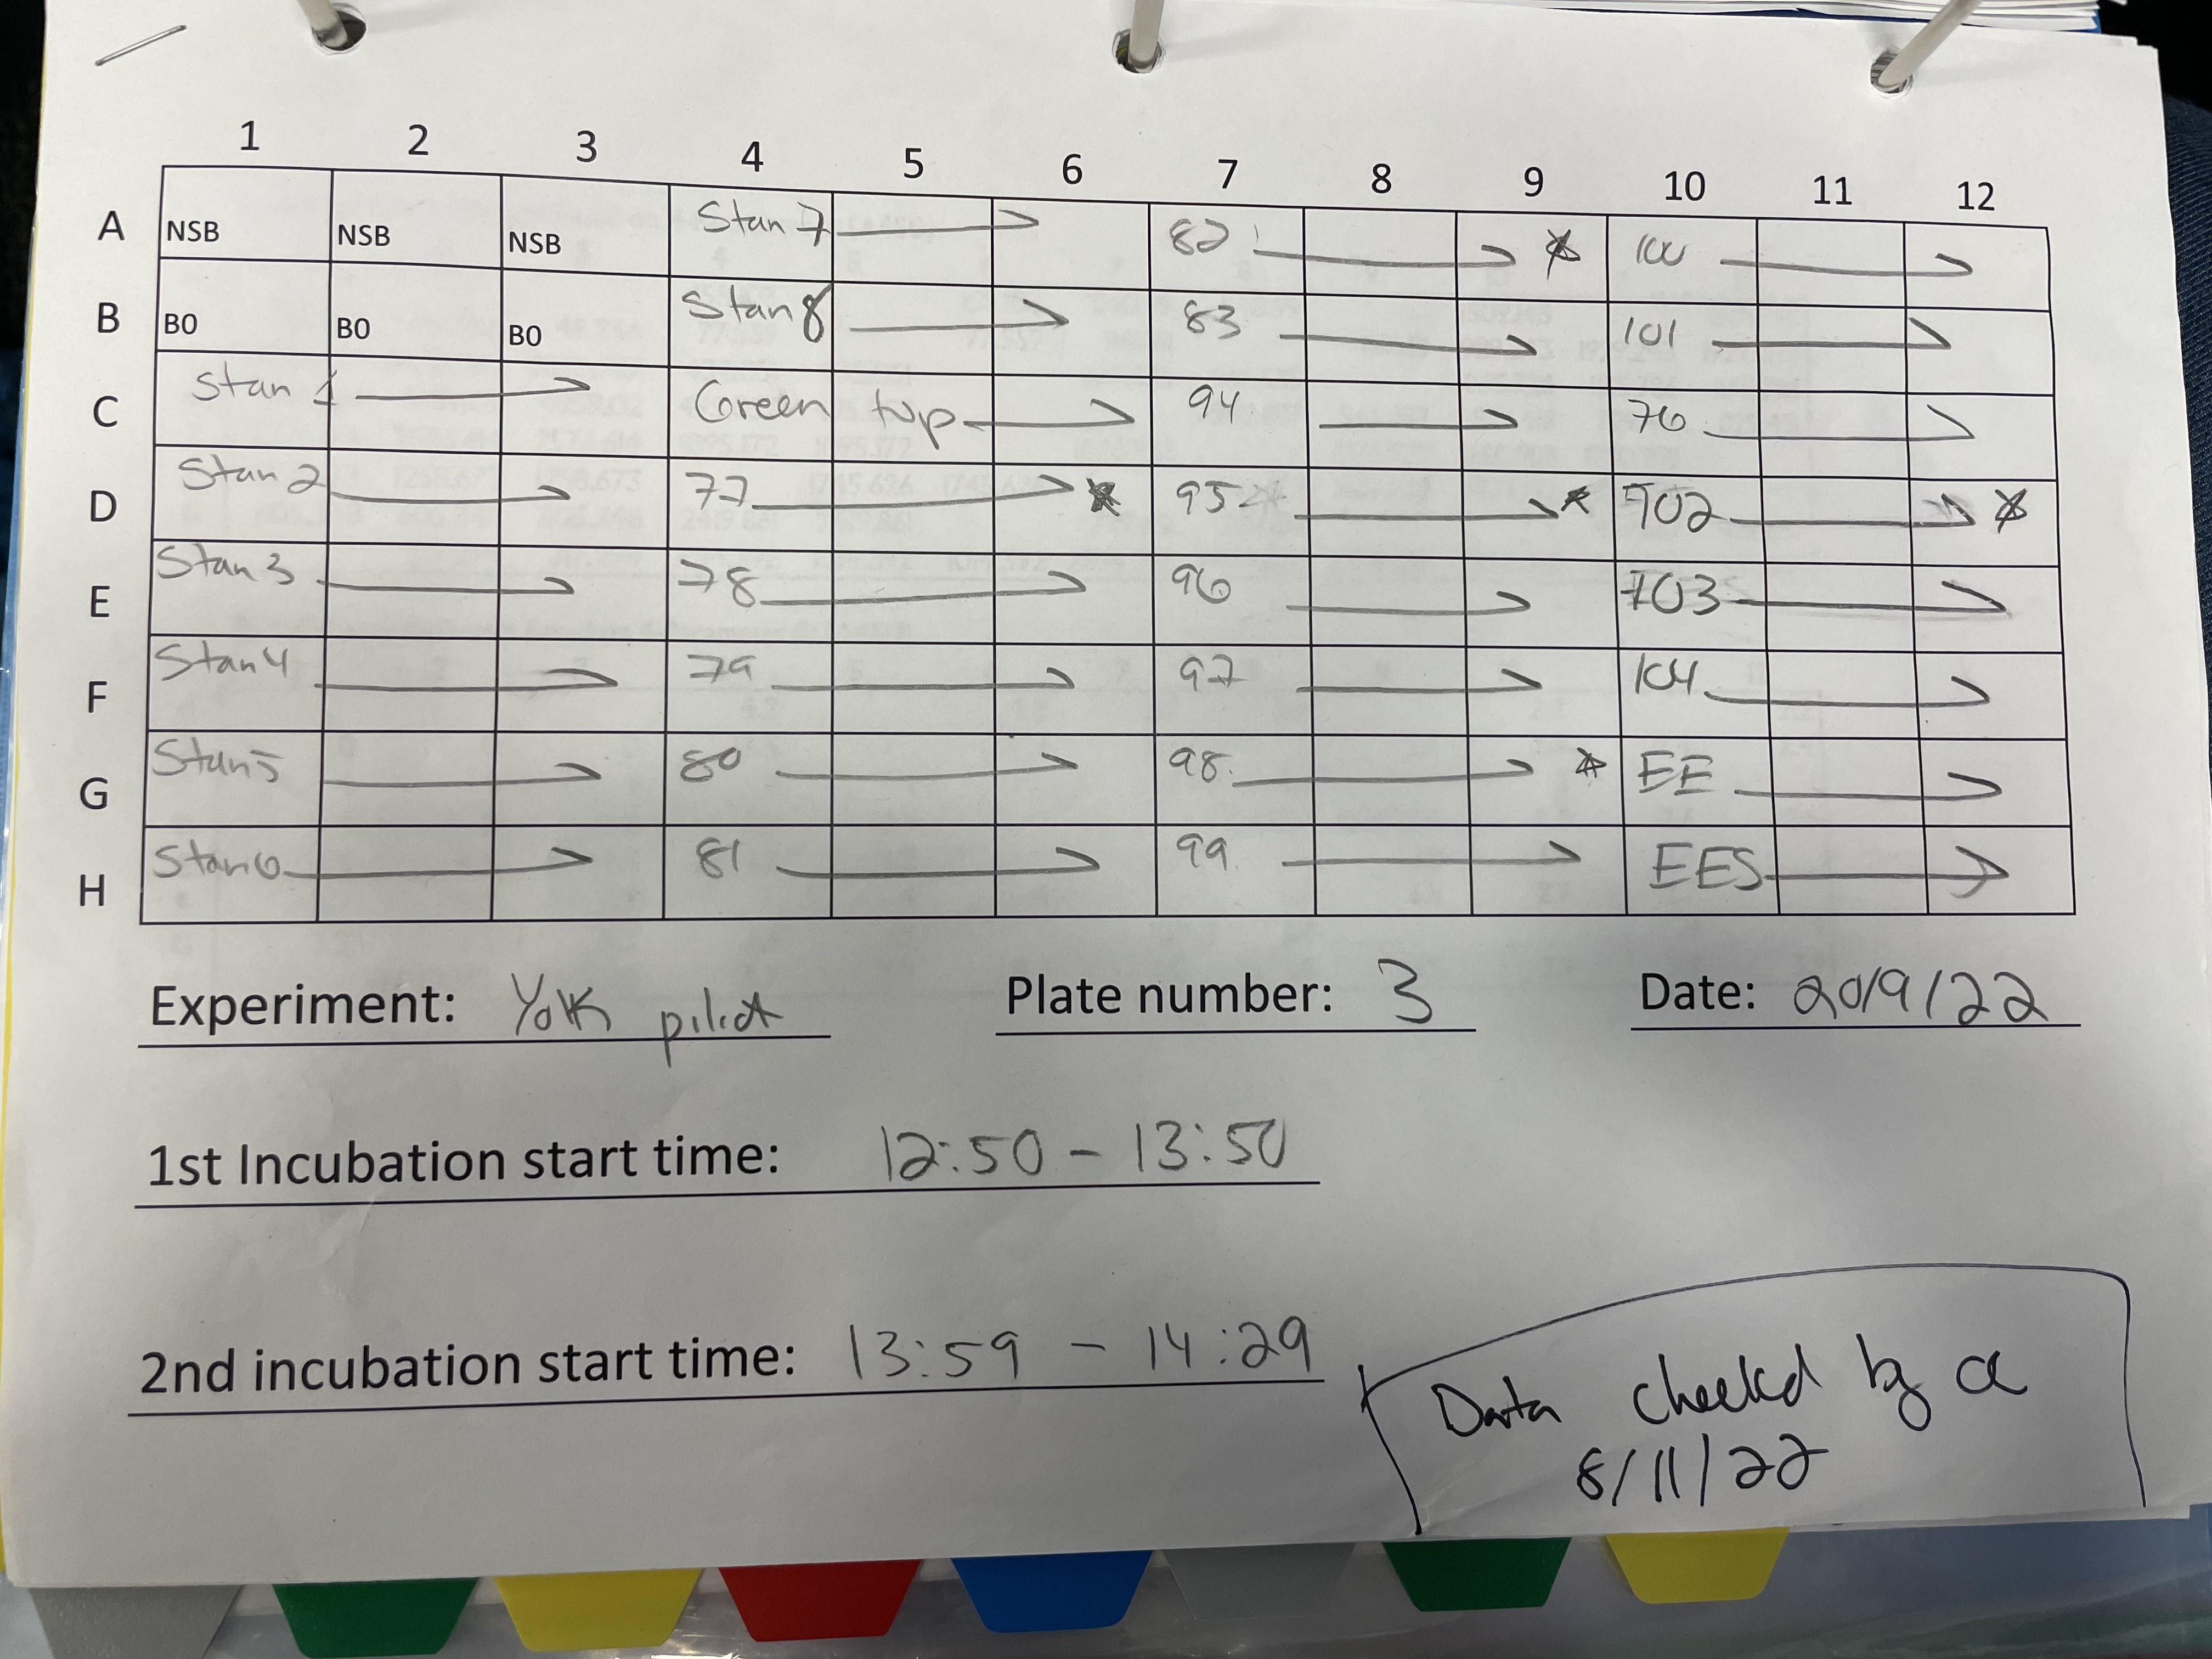 1 2 3 4 5 6 7 8 9 10 11 12
A NSB NSB NSB Stan 7 82 100
B B0 B0 B0 Stan 8 83 101
C Stan 1 Green top 94 76
D Stan 2 77 * 95 * 102 *
E Stan 3 78 96 103
F Stan 4 79 97 104
G Stan 5 80 98 * EE
H Stan 6 81 99 EES
Experiment: Yolk pilot Plate number: 3 Date: 20/9/22
1st Incubation start time: 12:50 - 13:50
2nd incubation start time: 13:59 - 14:29
Data checked by
8/11/22